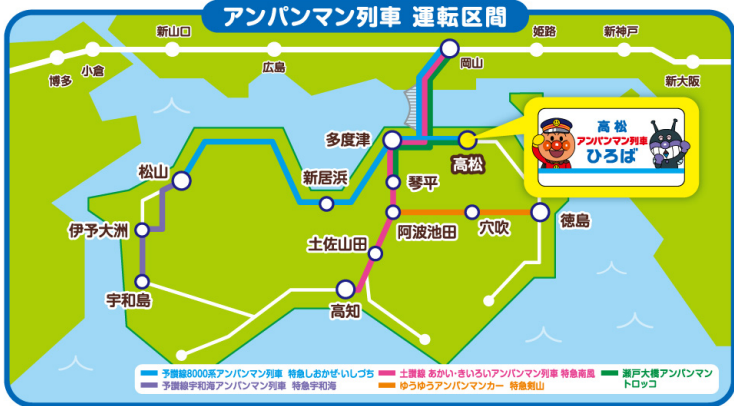 アンパンマン列車 運転区間
新山口
姫路
新神戸
博多
小倉
広島
岡山
新大阪
高松
アンパンマン列車
ひろば
多度津
高松
松山
新居浜
琴平
伊予大洲
阿波池田
穴吹
徳島
土佐山田
宇和島
高知
予讃線8000系アンパンマン列車 特急しおかぜ・いしづち
土讃線 あかい・きいろいアンパンマン列車 特急南風
瀬戸大橋アンパンマン
トロッコ
予讃線宇和海アンパンマン列車 特急宇和海
ゆうゆうアンパンマンカー 特急剣山